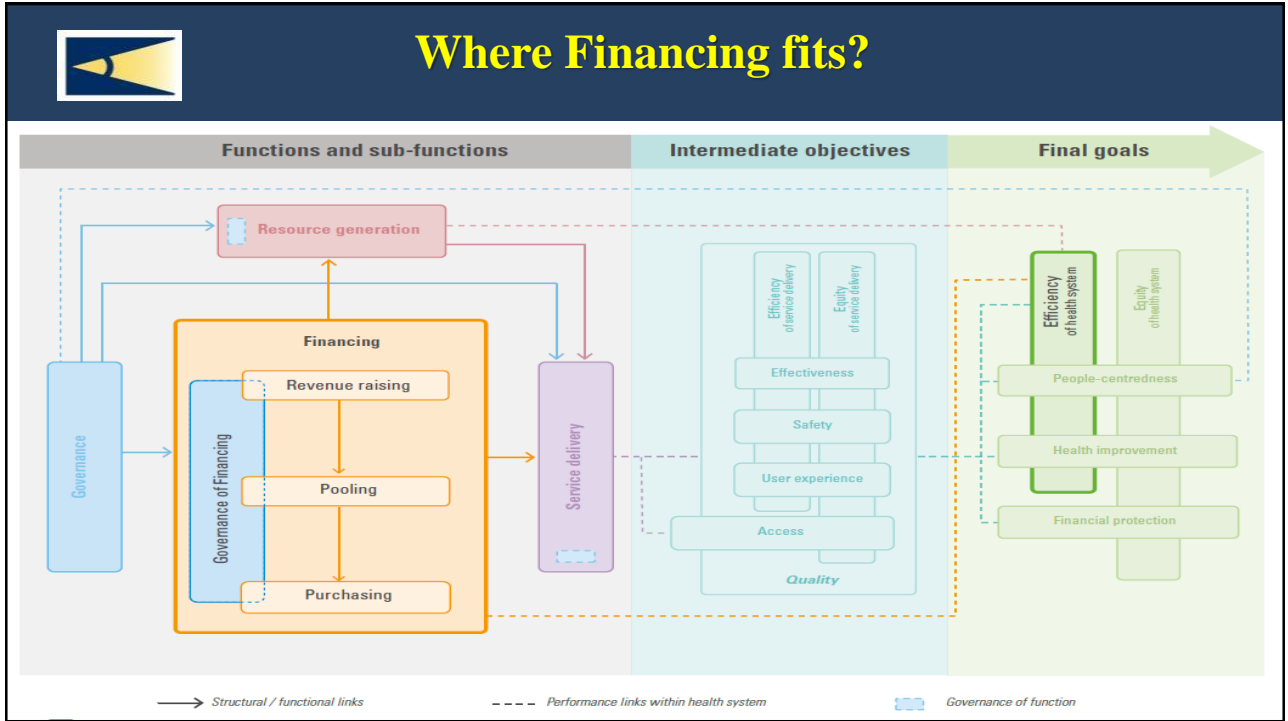 Where Financing fits?
Functions and sub-functions
Intermediate objectives
Final goals
Resource generation
Governance
Financing
Governance of Financing
Revenue raising
Pooling
Purchasing
Service delivery
Efficiency
of service delivery
Equity
of service delivery
Effectiveness
Safety
User experience
Access
Quality
Efficiency
of health system
Equity
of health system
People-centredness
Health improvement
Financial protection
Structural / functional links
Performance links within health system
Governance of function